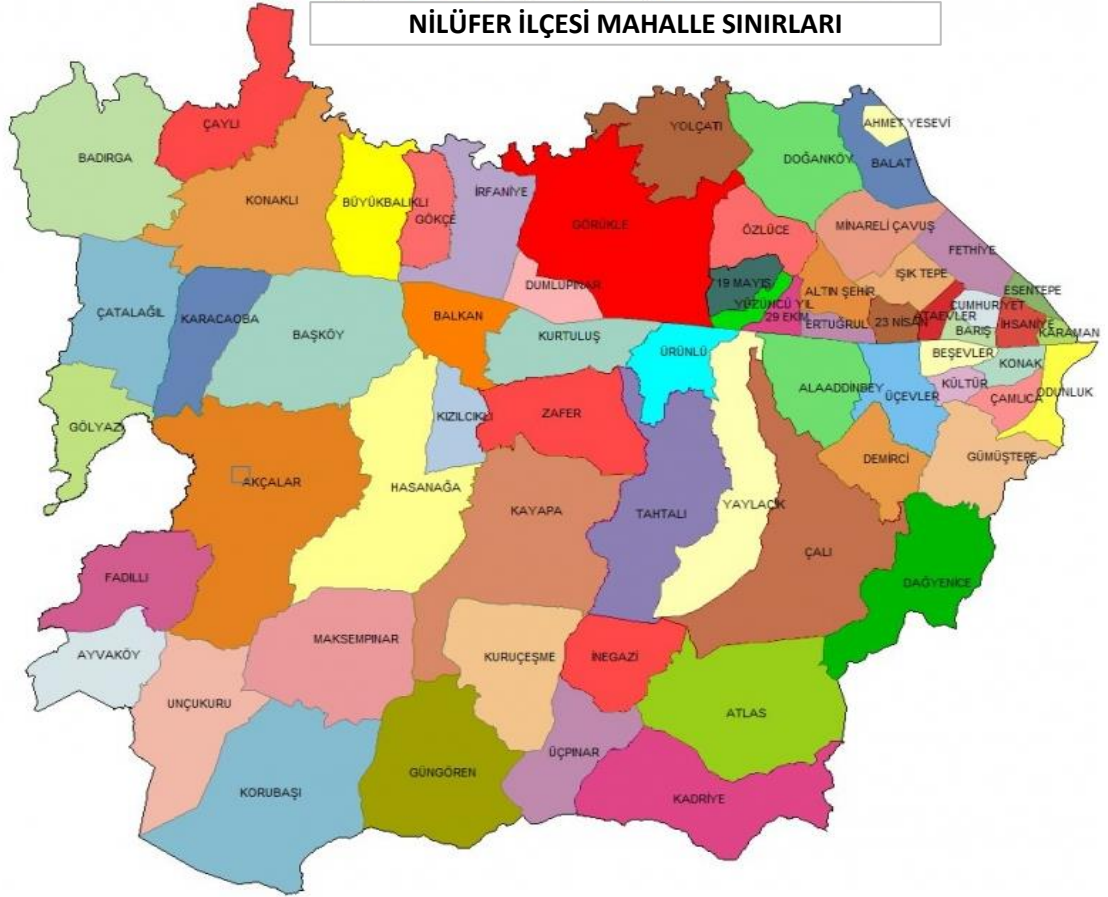 NİLÜFER İLÇESİ MAHALLE SINIRLARI
ÇAYLI
BADIRGA
YOLÇATI
AHMET YESEVİ
DOĞANKÖY
BALAT
KONAKLI
BÜYÜKBALIKLI
GÖKÇE
İRFANİYE
GÖRÜKLE
ÖZLÜCE
MİNARELİ ÇAVUŞ
FETHİYE
IŞIK TEPE
DUMLUPINAR
19 MAYIS
ALTIN ŞEHİR
ESENTEPE
YÜZÜNCÜ YIL
CUMHURİYET
ÇATALAĞIL
KARACAOBA
BAŞKÖY
BALKAN
KURTULUŞ
29 EKİM
ERTUĞRUL
23 NİSAN
ATAEVLER
BARIŞ
İHSANİYE
KARAMAN
ÜRÜNLÜ
BEŞEVLER
KONAK
ALAADDİNBEY
ÜÇEVLER
KÜLTÜR
ÇAMLICA
ODUNLUK
GÖLYAZI
KIZILCIKLI
ZAFER
DEMİRCİ
GÜMÜŞTEPE
AKÇALAR
HASANAĞA
KAYAPA
TAHTALI
YAYLACIK
ÇALI
FADILLI
DAĞYENİCE
AYVAKÖY
MAKSEMPINAR
KURUÇEŞME
İNEGAZİ
UNÇUKURU
ATLAS
KORUBAŞI
GÜNGÖREN
ÜÇPINAR
KADRİYE